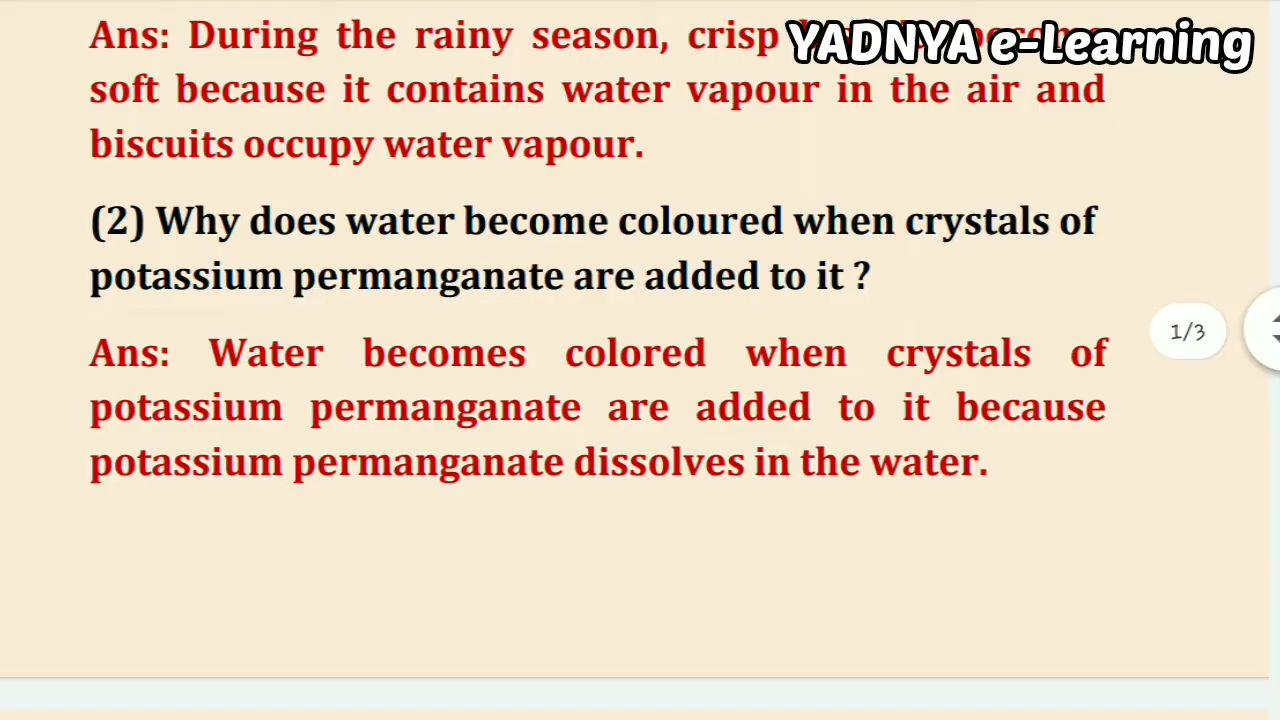 Ans: During the rainy season, crisp
YADNYA e-Learning
soft because it contains water vapour in the air and
biscuits occupy water vapour.
(2) Why does water become coloured when crystals of
potassium permanganate are added to it ?
1/3
Ans: Water becomes colored when crystals of
potassium permanganate are added to it because
potassium permanganate dissolves in the water.